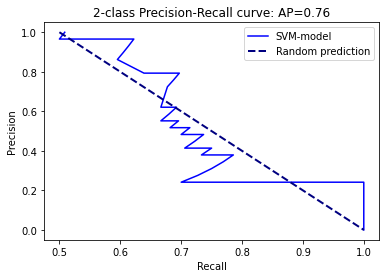 2-class Precision-Recall curve: AP=0.76
SVM-model
Random prediction
Precision
1.0
0.8
0.6
0.4
0.2
0.0
0.5 0.6 0.7 0.8 0.9 1.0
Recall